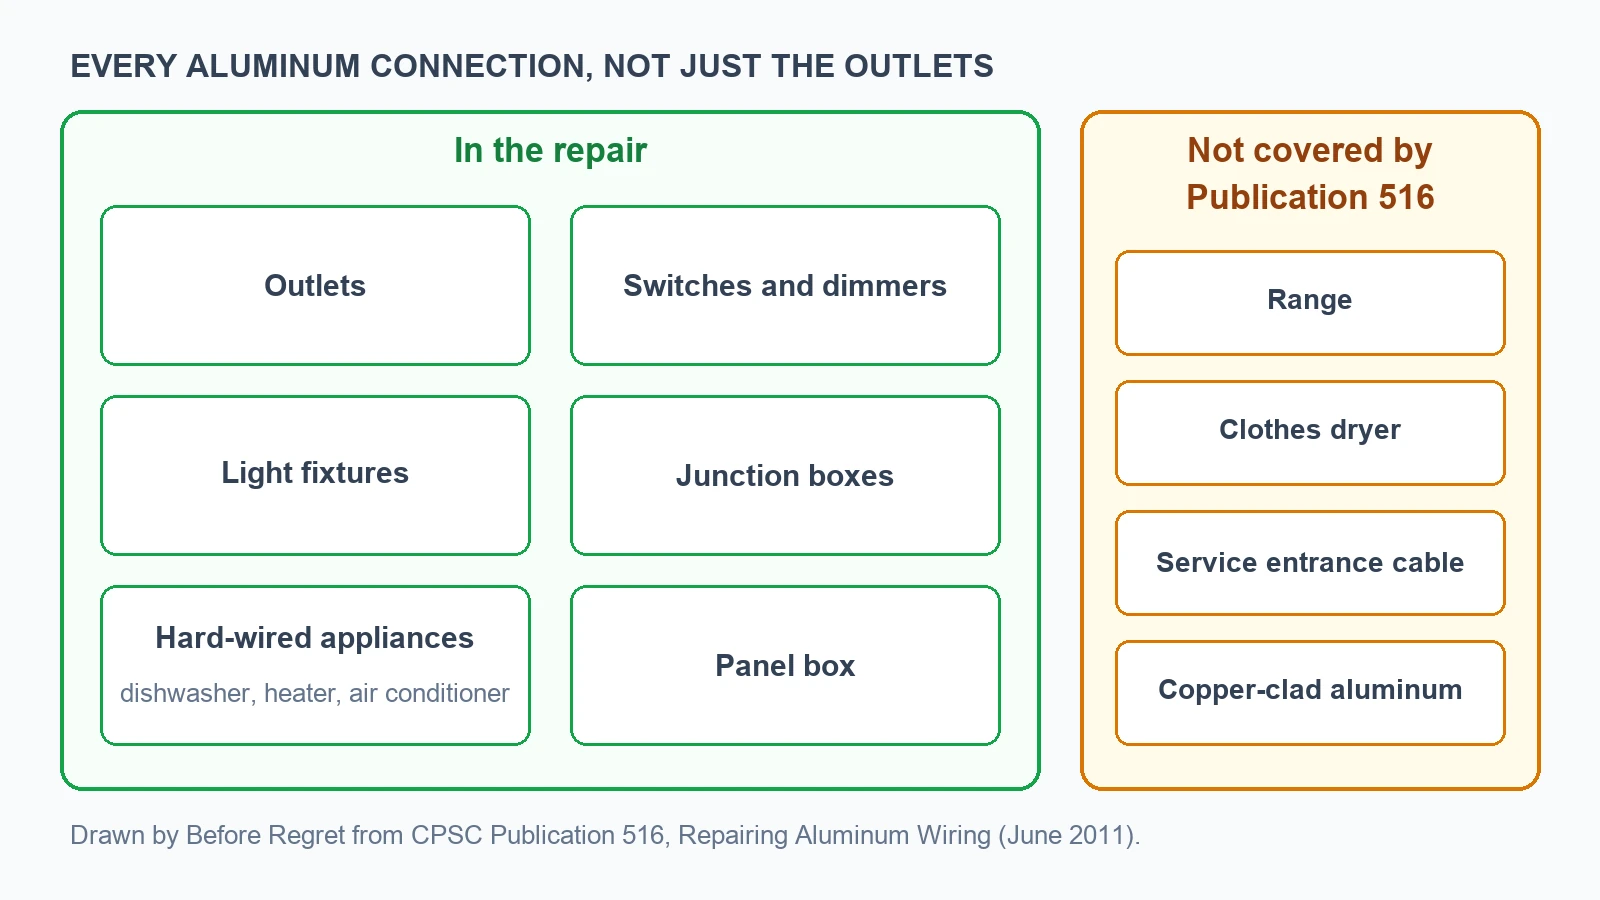 EVERY ALUMINUM CONNECTION, NOT JUST THE OUTLETS
In the repair
Outlets
Switches and dimmers
Light fixtures
Junction boxes
Hard-wired appliances
dishwasher, heater, air conditioner
Panel box
Not covered by
Publication 516
Range
Clothes dryer
Service entrance cable
Copper-clad aluminum
Drawn by Before Regret from CPSC Publication 516, Repairing Aluminum Wiring (June 2011).